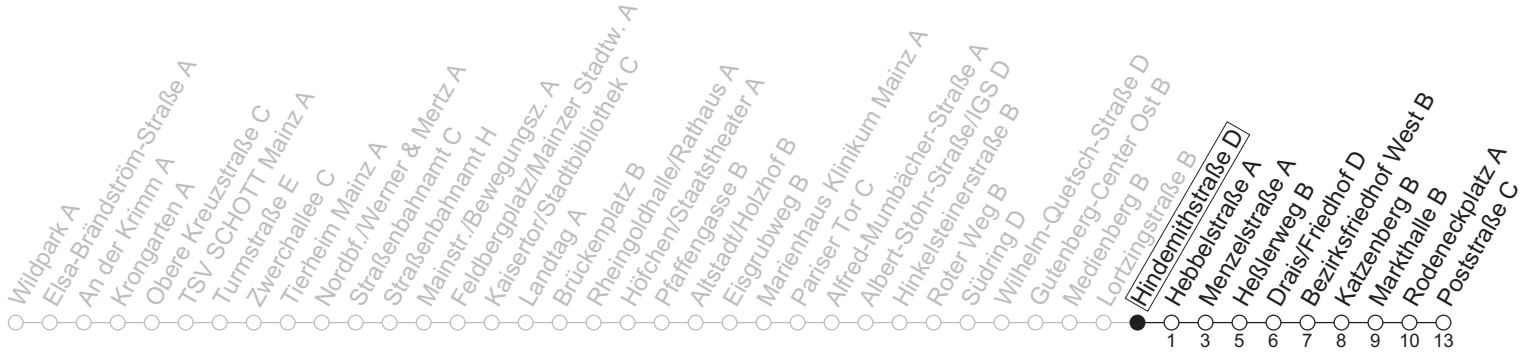 Wildpark A
Elsa-Brändström-Straße A
An der Krimm A
Krongarten A
Obere Kreuzstraße C
TSV SCHOTT Mainz A
Turmstraße E
Zwerchallee C
Tierheim Mainz A
Nordbf./Werner & Mertz A
Straßenbahnamt C
Straßenbahnamt H
Mainstr./Bewegungsz. A
Feldbergplatz/Mainzer Stadtw. A
Kaisertor/Stadtbibliothek C
Landtag A
Brückenplatz B
Rheingoldhalle/Rathaus A
Höfchen/Staatstheater A
Pfaffengasse B
Altstadt/Holzhof B
Eisgrubweg B
Marienhaus Klinikum Mainz A
Pariser Tor C
Alfred-Mumbächer-Straße A
Albert-Stohr-Straße/IGS D
Hinkelsteinerstraße B
Roter Weg B
Südring D
Wilhelm-Quetsch-Straße D
Gutenberg-Center Ost B
Medienberg B
Lortzingstraße B
Hindemithstraße D
Hebbelstraße A
Menzelstraße A
Heßlerweg B
Drais/Friedhof D
Bezirksfriedhof West B
Katzenberg B
Markthalle B
Rodeneckplatz A
Poststraße C
1 3 5 6 7 8 9 10 13